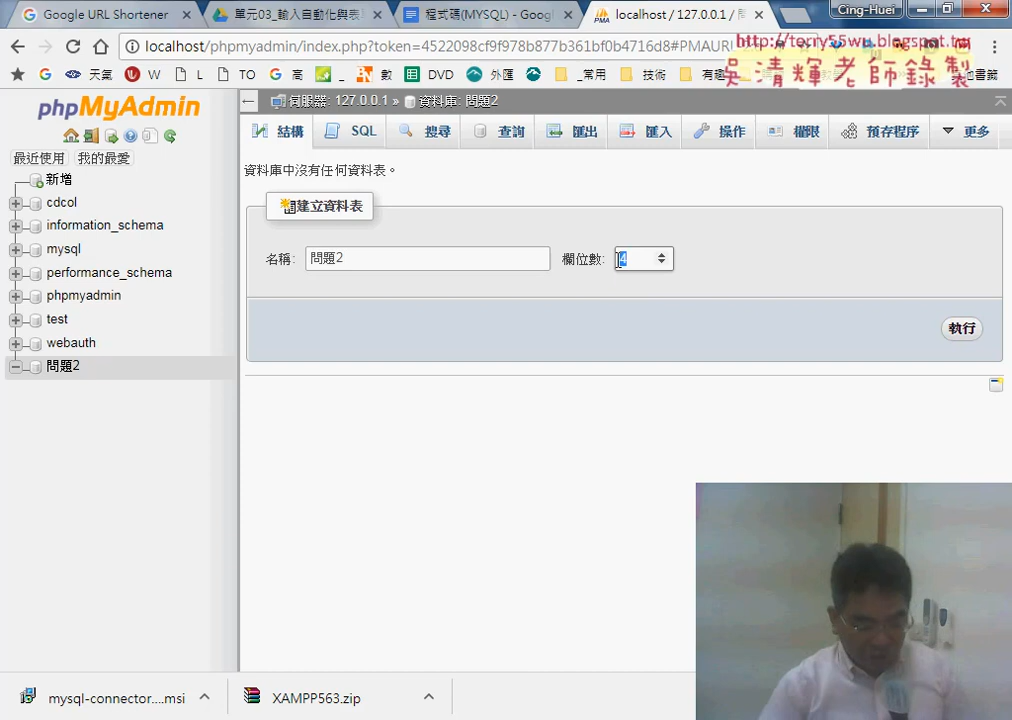 Google URL Shortener
單元03_輸入自動化與表
程式碼(MYSQL) - Goog
localhost / 127.0.0.1 / 問
Cing-Huei
localhost/phpmyadmin/index.php?token=4522098cf9f978b877b361bf0b4716d8#PMAUR
http://terry55wu.blogspot.tw
吳清輝老師錄製
天氣
W
L
TO
高
_
數
DVD
外匯
_常用
技術
有趣
書籤
phpMyAdmin
伺服器: 127.0.0.1 » 資料庫: 問題2
結構
SQL
搜尋
查詢
匯出
匯入
操作
權限
預存程序
更多
最近使用
我的最愛
新增
cdcol
information_schema
mysql
performance_schema
phpmyadmin
test
webauth
問題2
資料庫中沒有任何資料表。
建立資料表
名稱:
問題2
欄位數:
4
執行
mysql-connector....msi
XAMPP563.zip